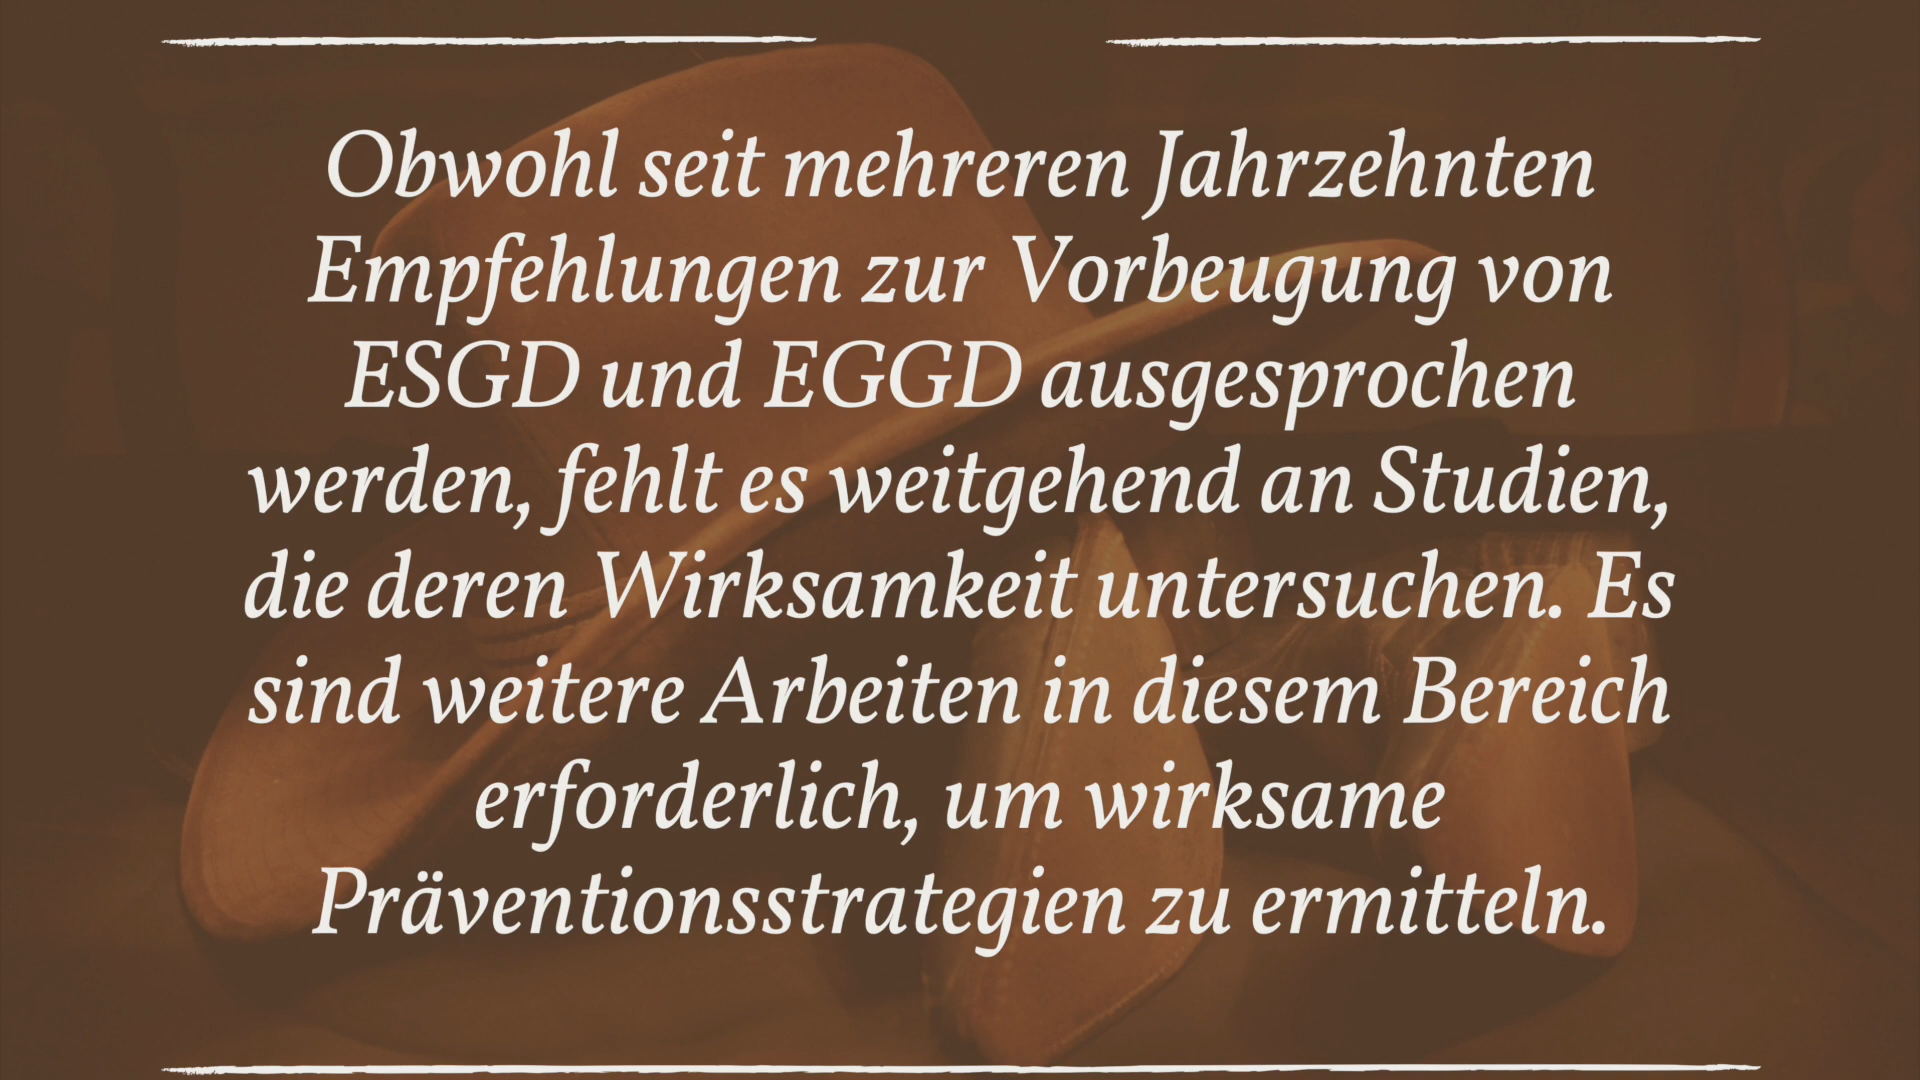 Obwohl seit mehreren Jahrzehnten
Empfehlungen zur Vorbeugung von
ESGD und EGGD ausgesprochen
werden, fehlt es weitgehend an Studien,
die deren Wirksamkeit untersuchen. Es
sind weitere Arbeiten in diesem Bereich
erforderlich, um wirksame
Präventionsstrategien zu ermitteln.